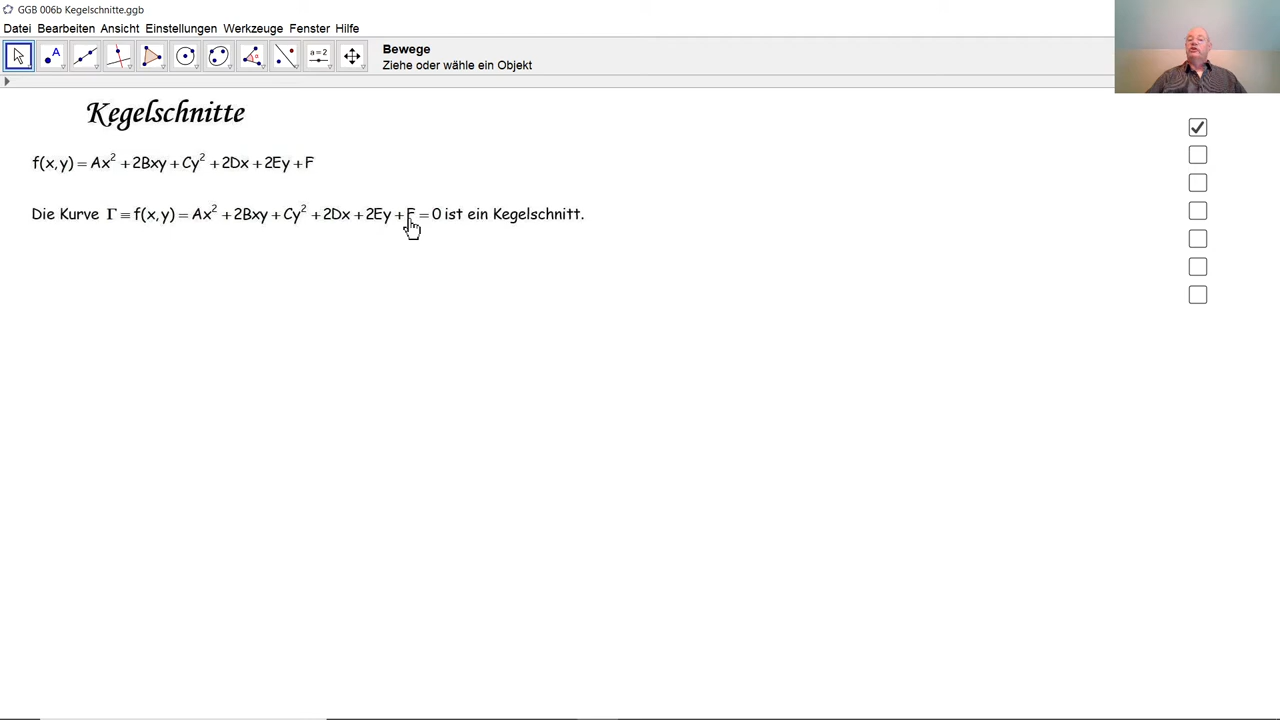 GGB 006b Kegelschnitte.ggb
Datei Bearbeiten Ansicht Einstellungen Werkzeuge Fenster Hilfe
A
a=2
Bewege
Ziehe oder wähle ein Objekt
Kegelschnitte
f(x,y) = Ax² + 2Bxy + Cy² + 2Dx + 2Ey + F
Die Kurve Γ ≡ f(x,y) = Ax² + 2Bxy + Cy² + 2Dx + 2Ey + F = 0 ist ein Kegelschnitt.